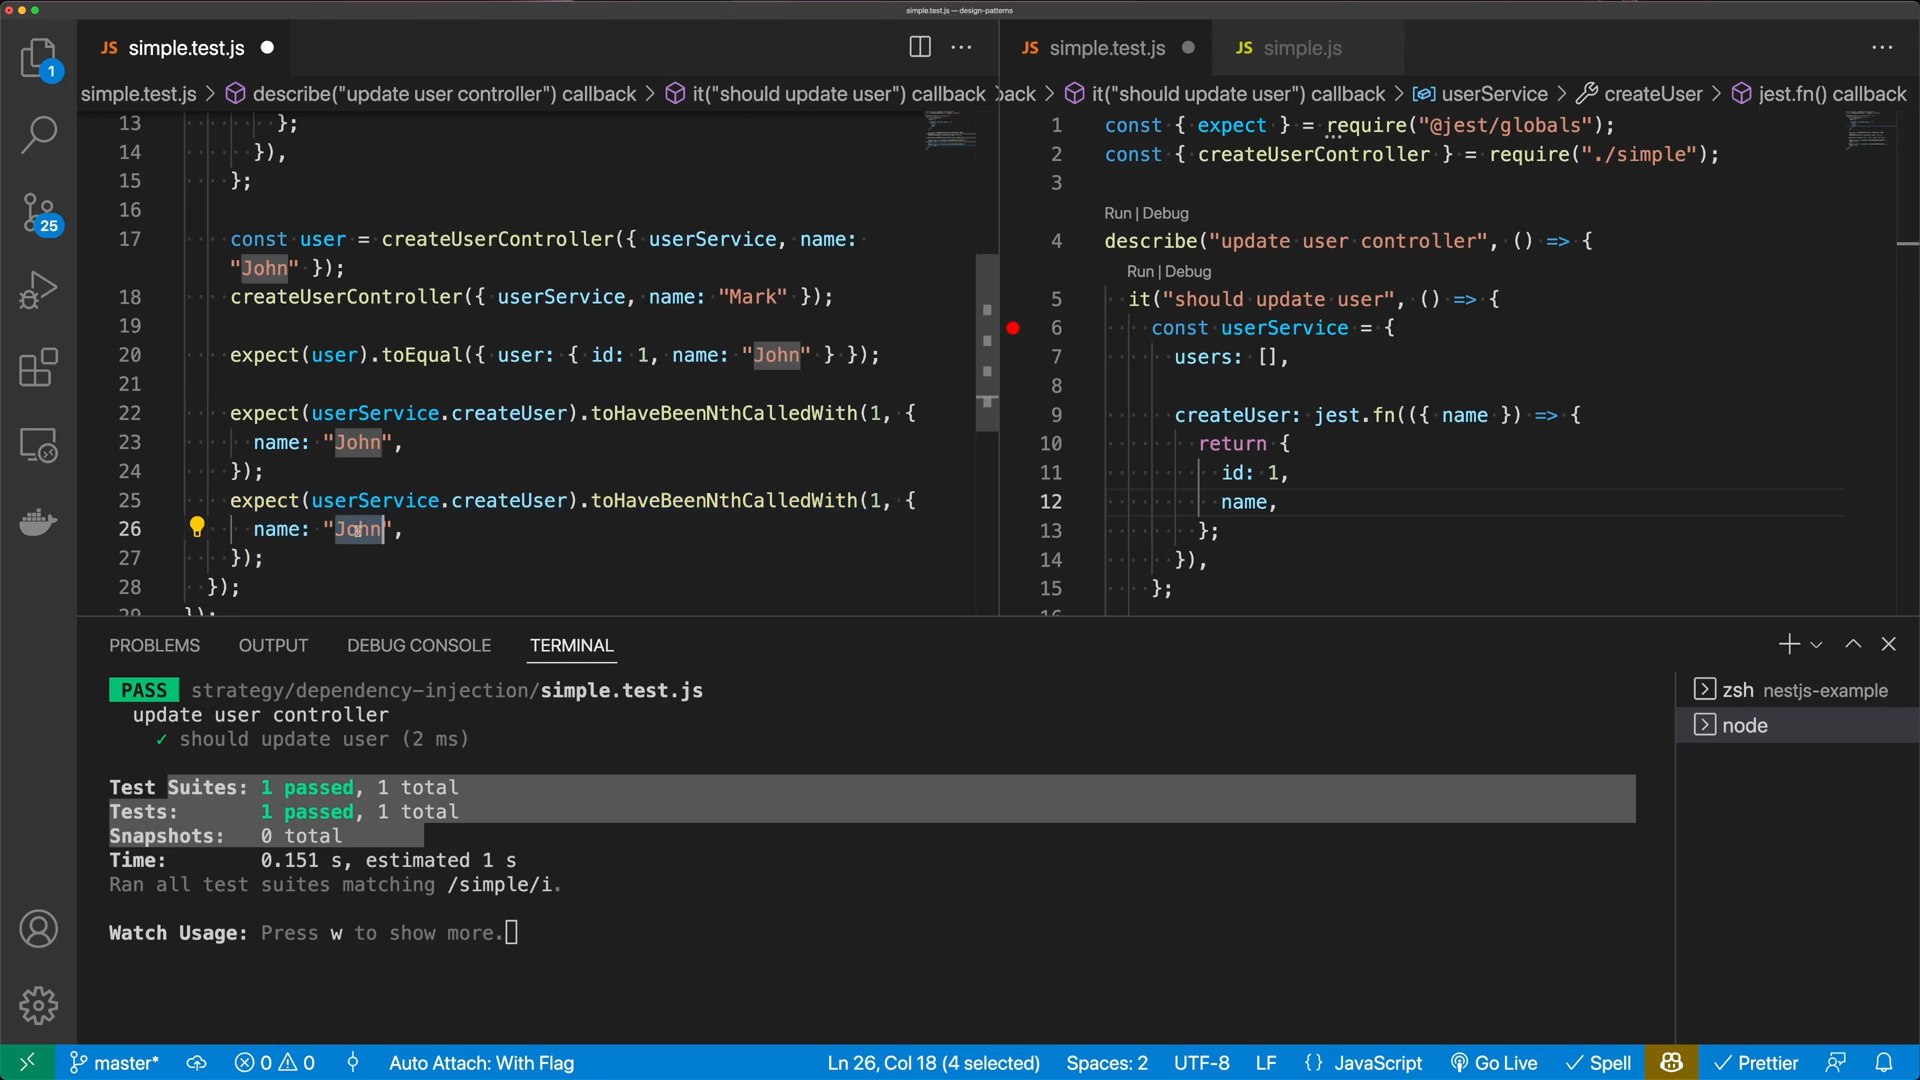 simple.test.js — design-patterns
JS simple.test.js
JS simple.test.js
JS simple.js
simple.test.js > describe("update user controller") callback > it("should update user") callback
back > it("should update user") callback > userService > createUser > jest.fn() callback
1
25
13 };
14 }),
15 };
16
17 const user = createUserController({ userService, name:
"John" });
18 createUserController({ userService, name: "Mark" });
19
20 expect(user).toEqual({ user: { id: 1, name: "John" } });
21
22 expect(userService.createUser).toHaveBeenNthCalledWith(1, {
23 name: "John",
24 });
25 expect(userService.createUser).toHaveBeenNthCalledWith(1, {
26 name: "John",
27 });
28 });
29 });
1 const { expect } = require("@jest/globals");
2 const { createUserController } = require("./simple");
3
Run | Debug
4 describe("update user controller", () => {
Run | Debug
5 it("should update user", () => {
6 const userService = {
7 users: [],
8
9 createUser: jest.fn(({ name }) => {
10 return {
11 id: 1,
12 name,
13 };
14 }),
15 };
16
PROBLEMS OUTPUT DEBUG CONSOLE TERMINAL
PASS strategy/dependency-injection/simple.test.js
update user controller
✓ should update user (2 ms)
Test Suites: 1 passed, 1 total
Tests: 1 passed, 1 total
Snapshots: 0 total
Time: 0.151 s, estimated 1 s
Ran all test suites matching /simple/i.
Watch Usage: Press w to show more.
zsh nestjs-example
node
master* 0 0 Auto Attach: With Flag Ln 26, Col 18 (4 selected) Spaces: 2 UTF-8 LF {} JavaScript Go Live ✓ Spell ✓ Prettier